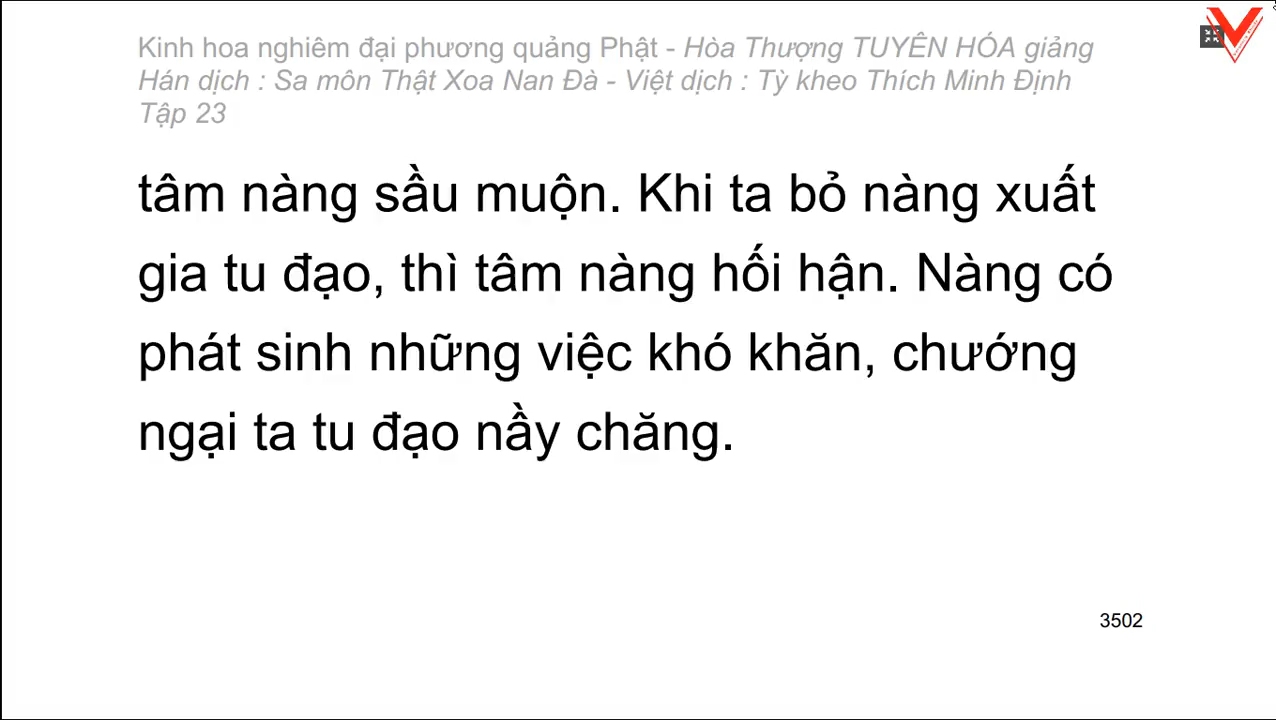 Kinh hoa nghiêm đại phương quảng Phật - Hòa Thượng TUYÊN HÓA giảng
Hán dịch : Sa môn Thật Xoa Nan Đà - Việt dịch : Tỳ kheo Thích Minh Định
Tập 23
tâm nàng sầu muộn. Khi ta bỏ nàng xuất
gia tu đạo, thì tâm nàng hối hận. Nàng có
phát sinh những việc khó khăn, chướng
ngại ta tu đạo nầy chăng.
3502